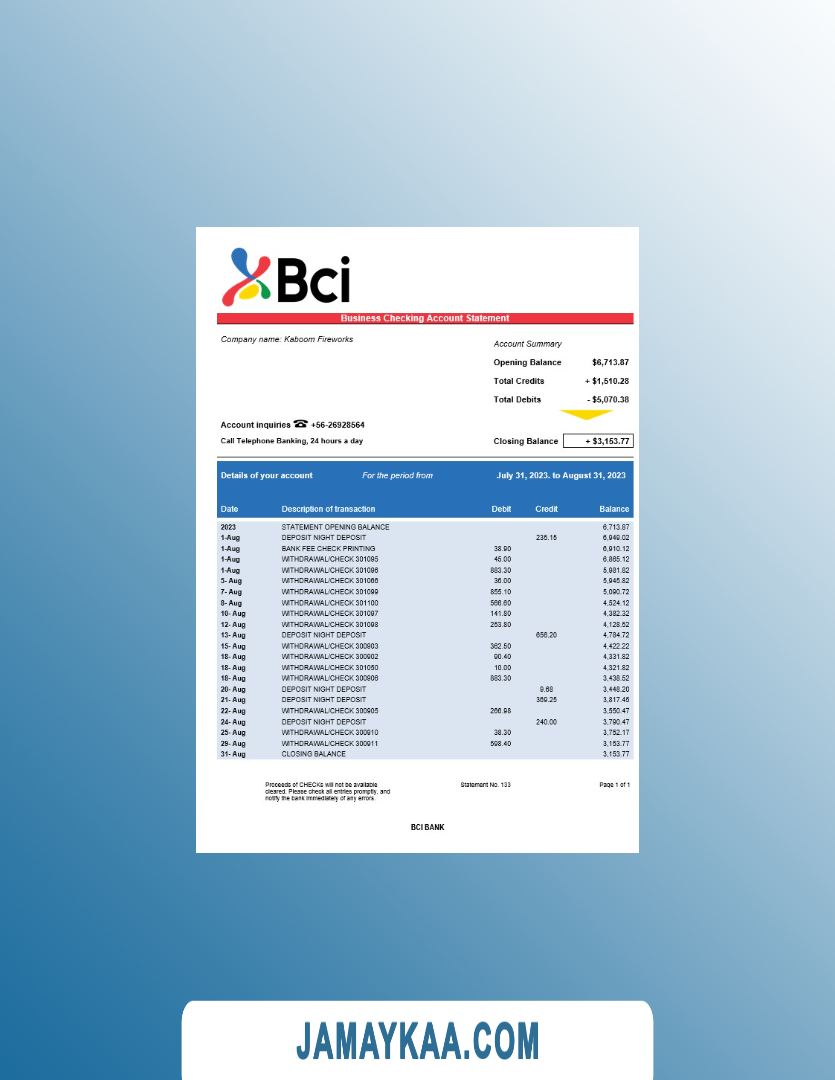 Bci
Business Checking Account Statement
Company name: Kaboom Fireworks
Account Summary
Opening Balance $6,713.87
Total Credits + $1,510.28
Total Debits - $5,070.38
Account inquiries ☎ +56-26928564
Call Telephone Banking, 24 hours a day
Closing Balance + $3,153.77
Details of your account For the period from July 31, 2023. to August 31, 2023
Date Description of transaction Debit Credit Balance
2023 STATEMENT OPENING BALANCE 6,713.87
1-Aug DEPOSIT NIGHT DEPOSIT 235.15 6,949.02
1-Aug BANK FEE CHECK PRINTING 38.90 6,910.12
1-Aug WITHDRAWAL/CHECK 301095 45.00 6,865.12
1-Aug WITHDRAWAL/CHECK 301096 883.30 5,981.82
5- Aug WITHDRAWAL/CHECK 301066 36.00 5,945.82
7- Aug WITHDRAWAL/CHECK 301099 855.10 5,090.72
8- Aug WITHDRAWAL/CHECK 301100 566.60 4,524.12
10- Aug WITHDRAWAL/CHECK 301097 141.80 4,382.32
12- Aug WITHDRAWAL/CHECK 301098 253.80 4,128.52
13- Aug DEPOSIT NIGHT DEPOSIT 656.20 4,784.72
15- Aug WITHDRAWAL/CHECK 300803 362.50 4,422.22
18- Aug WITHDRAWAL/CHECK 300902 90.40 4,331.82
18- Aug WITHDRAWAL/CHECK 301050 10.00 4,321.82
18- Aug WITHDRAWAL/CHECK 300906 883.30 3,438.52
20- Aug DEPOSIT NIGHT DEPOSIT 9.68 3,448.20
21- Aug DEPOSIT NIGHT DEPOSIT 369.25 3,817.45
22- Aug WITHDRAWAL/CHECK 300905 266.98 3,550.47
24- Aug DEPOSIT NIGHT DEPOSIT 240.00 3,790.47
25- Aug WITHDRAWAL/CHECK 300910 38.30 3,752.17
29- Aug WITHDRAWAL/CHECK 300911 598.40 3,153.77
31- Aug CLOSING BALANCE 3,153.77
Proceeds of CHECKs will not be available
cleared. Please check all entries promptly, and
notify the bank immediately of any errors.
Statement No. 133
Page 1 of 1
BCI BANK
JAMAYKAA.COM